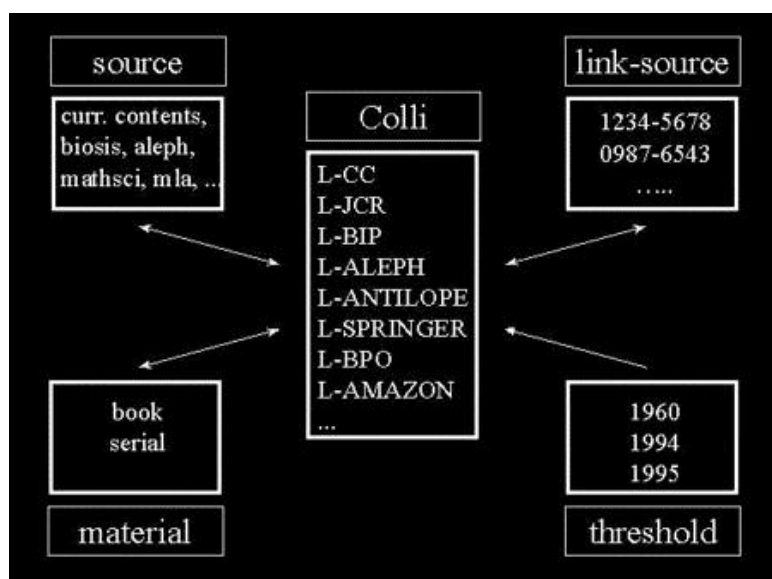 source
curr. contents,
biosis, aleph,
mathsci, mla, ...
link-source
1234-5678
0987-6543
.....
Colli
L-CC
L-JCR
L-BIP
L-ALEPH
L-ANTILOPE
L-SPRINGER
L-BPO
L-AMAZON
...
book
serial
material
1960
1994
1995
threshold